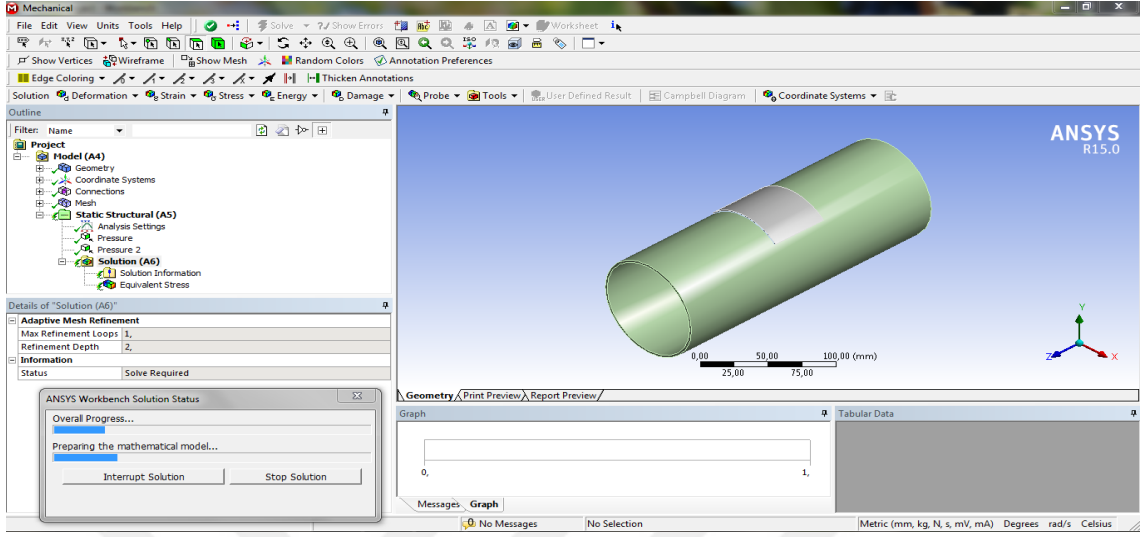 Mechanical
File Edit View Units Tools Help Solve ?/ Show Errors Worksheet
Show Vertices Wireframe Show Mesh Random Colors Annotation Preferences
Edge Coloring Thicken Annotations
Solution Deformation Strain Stress Energy Damage Probe Tools User Defined Result Campbell Diagram Coordinate Systems
Outline
Filter: Name
Project
Model (A4)
Geometry
Coordinate Systems
Connections
Mesh
Static Structural (A5)
Analysis Settings
Pressure
Pressure 2
Solution (A6)
Solution Information
Equivalent Stress
Details of "Solution (A6)"
Adaptive Mesh Refinement
Max Refinement Loops 1,
Refinement Depth 2,
Information
Status Solve Required
ANSYS Workbench Solution Status
Overall Progress...
Preparing the mathematical model...
Interrupt Solution Stop Solution
ANSYS
R15.0
Y
Z X
0,00 50,00 100,00 (mm)
25,00 75,00
Geometry Print Preview Report Preview
Graph
0, 1,
Messages Graph
Tabular Data
No Messages No Selection Metric (mm, kg, N, s, mV, mA) Degrees rad/s Celsius